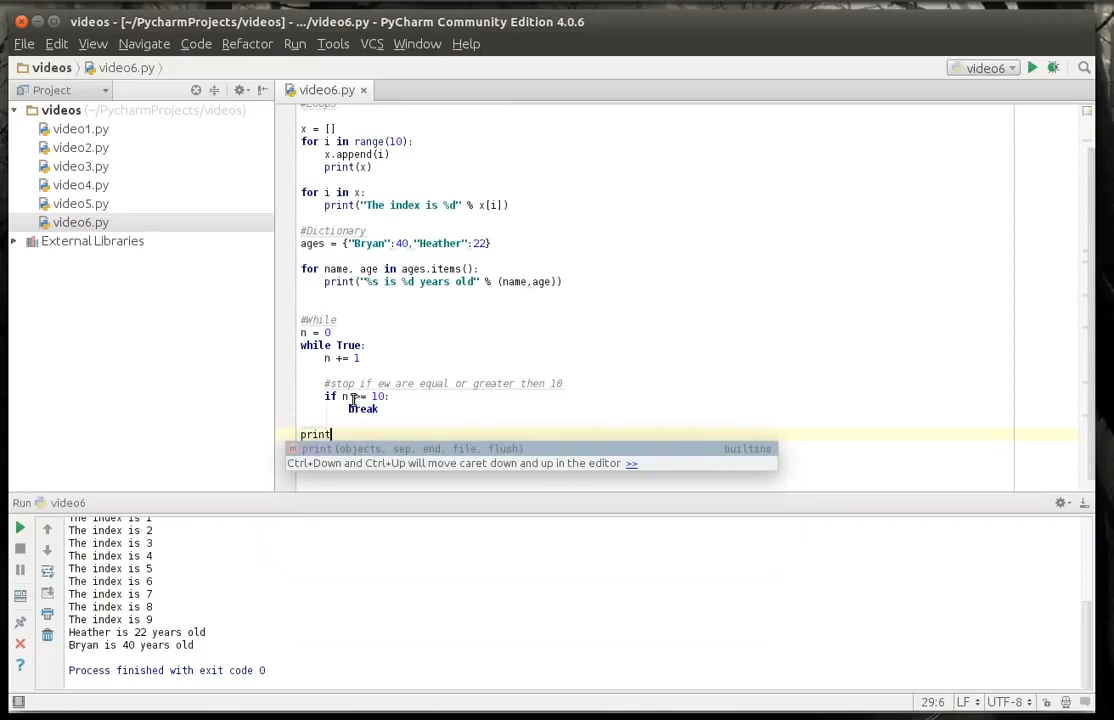 videos - [~/PycharmProjects/videos] - .../video6.py - PyCharm Community Edition 4.0.6
File Edit View Navigate Code Refactor Run Tools VCS Window Help
videos video6.py video6
Project video6.py
videos (~/PycharmProjects/videos)
video1.py
video2.py
video3.py
video4.py
video5.py
video6.py
External Libraries
#Loops
x = []
for i in range(10):
x.append(i)
print(x)
for i in x:
print("The index is %d" % x[i])
#Dictionary
ages = {"Bryan":40,"Heather":22}
for name, age in ages.items():
print("%s is %d years old" % (name,age))
#While
n = 0
while True:
n += 1
#stop if ew are equal or greater then 10
if n >= 10:
break
print
m print(objects, sep, end, file, flush) builtins
Ctrl+Down and Ctrl+Up will move caret down and up in the editor >>
Run video6
The index is 1
The index is 2
The index is 3
The index is 4
The index is 5
The index is 6
The index is 7
The index is 8
The index is 9
Heather is 22 years old
Bryan is 40 years old
Process finished with exit code 0
29:6 LF UTF-8